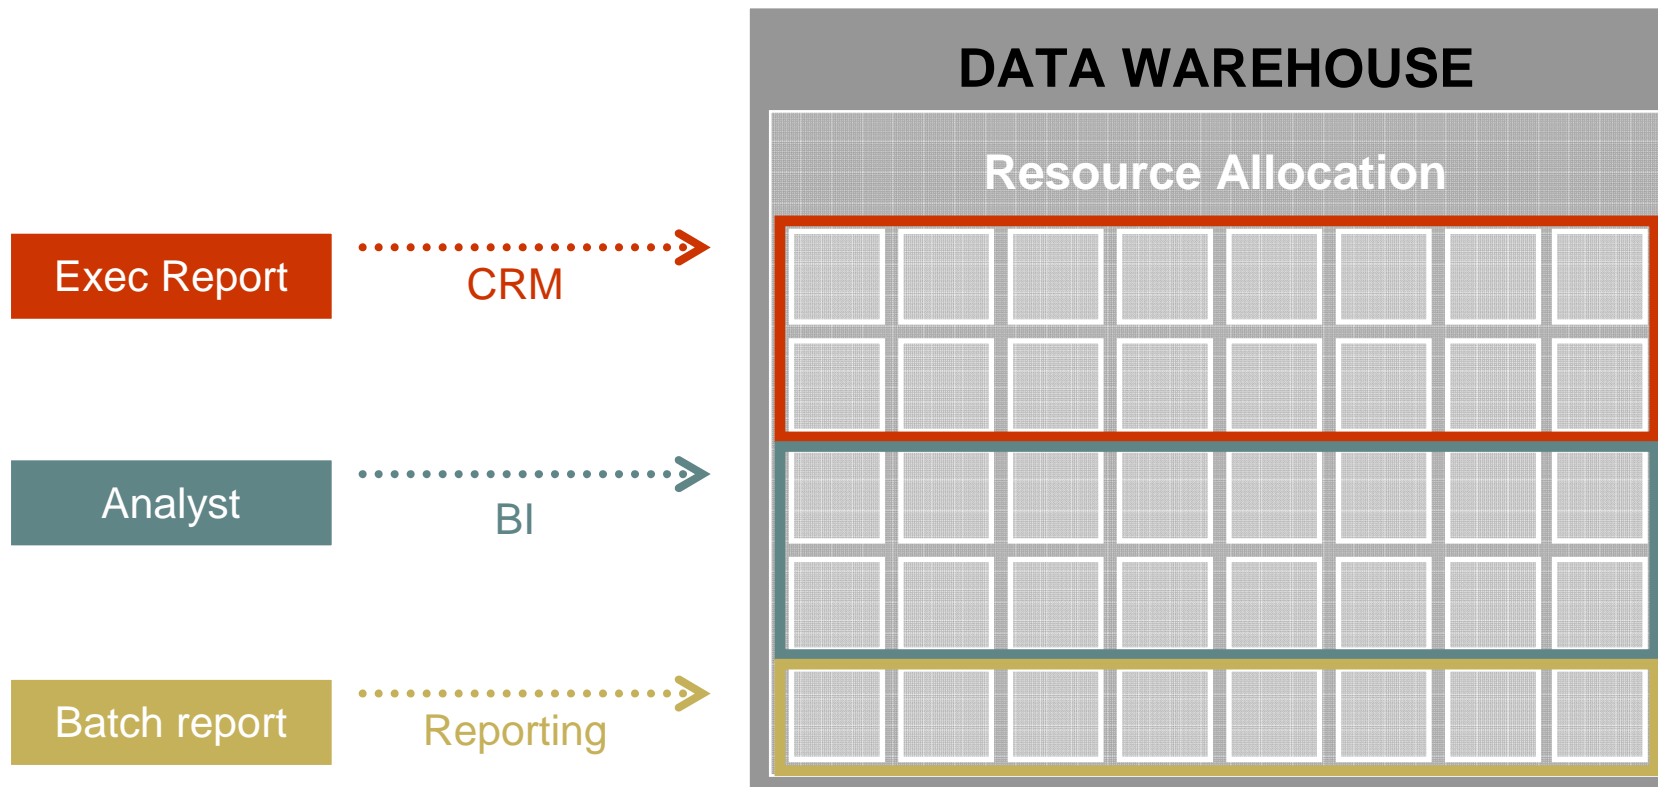 DATA WAREHOUSE
Resource Allocation
Exec Report
CRM
Analyst
BI
Batch report
Reporting